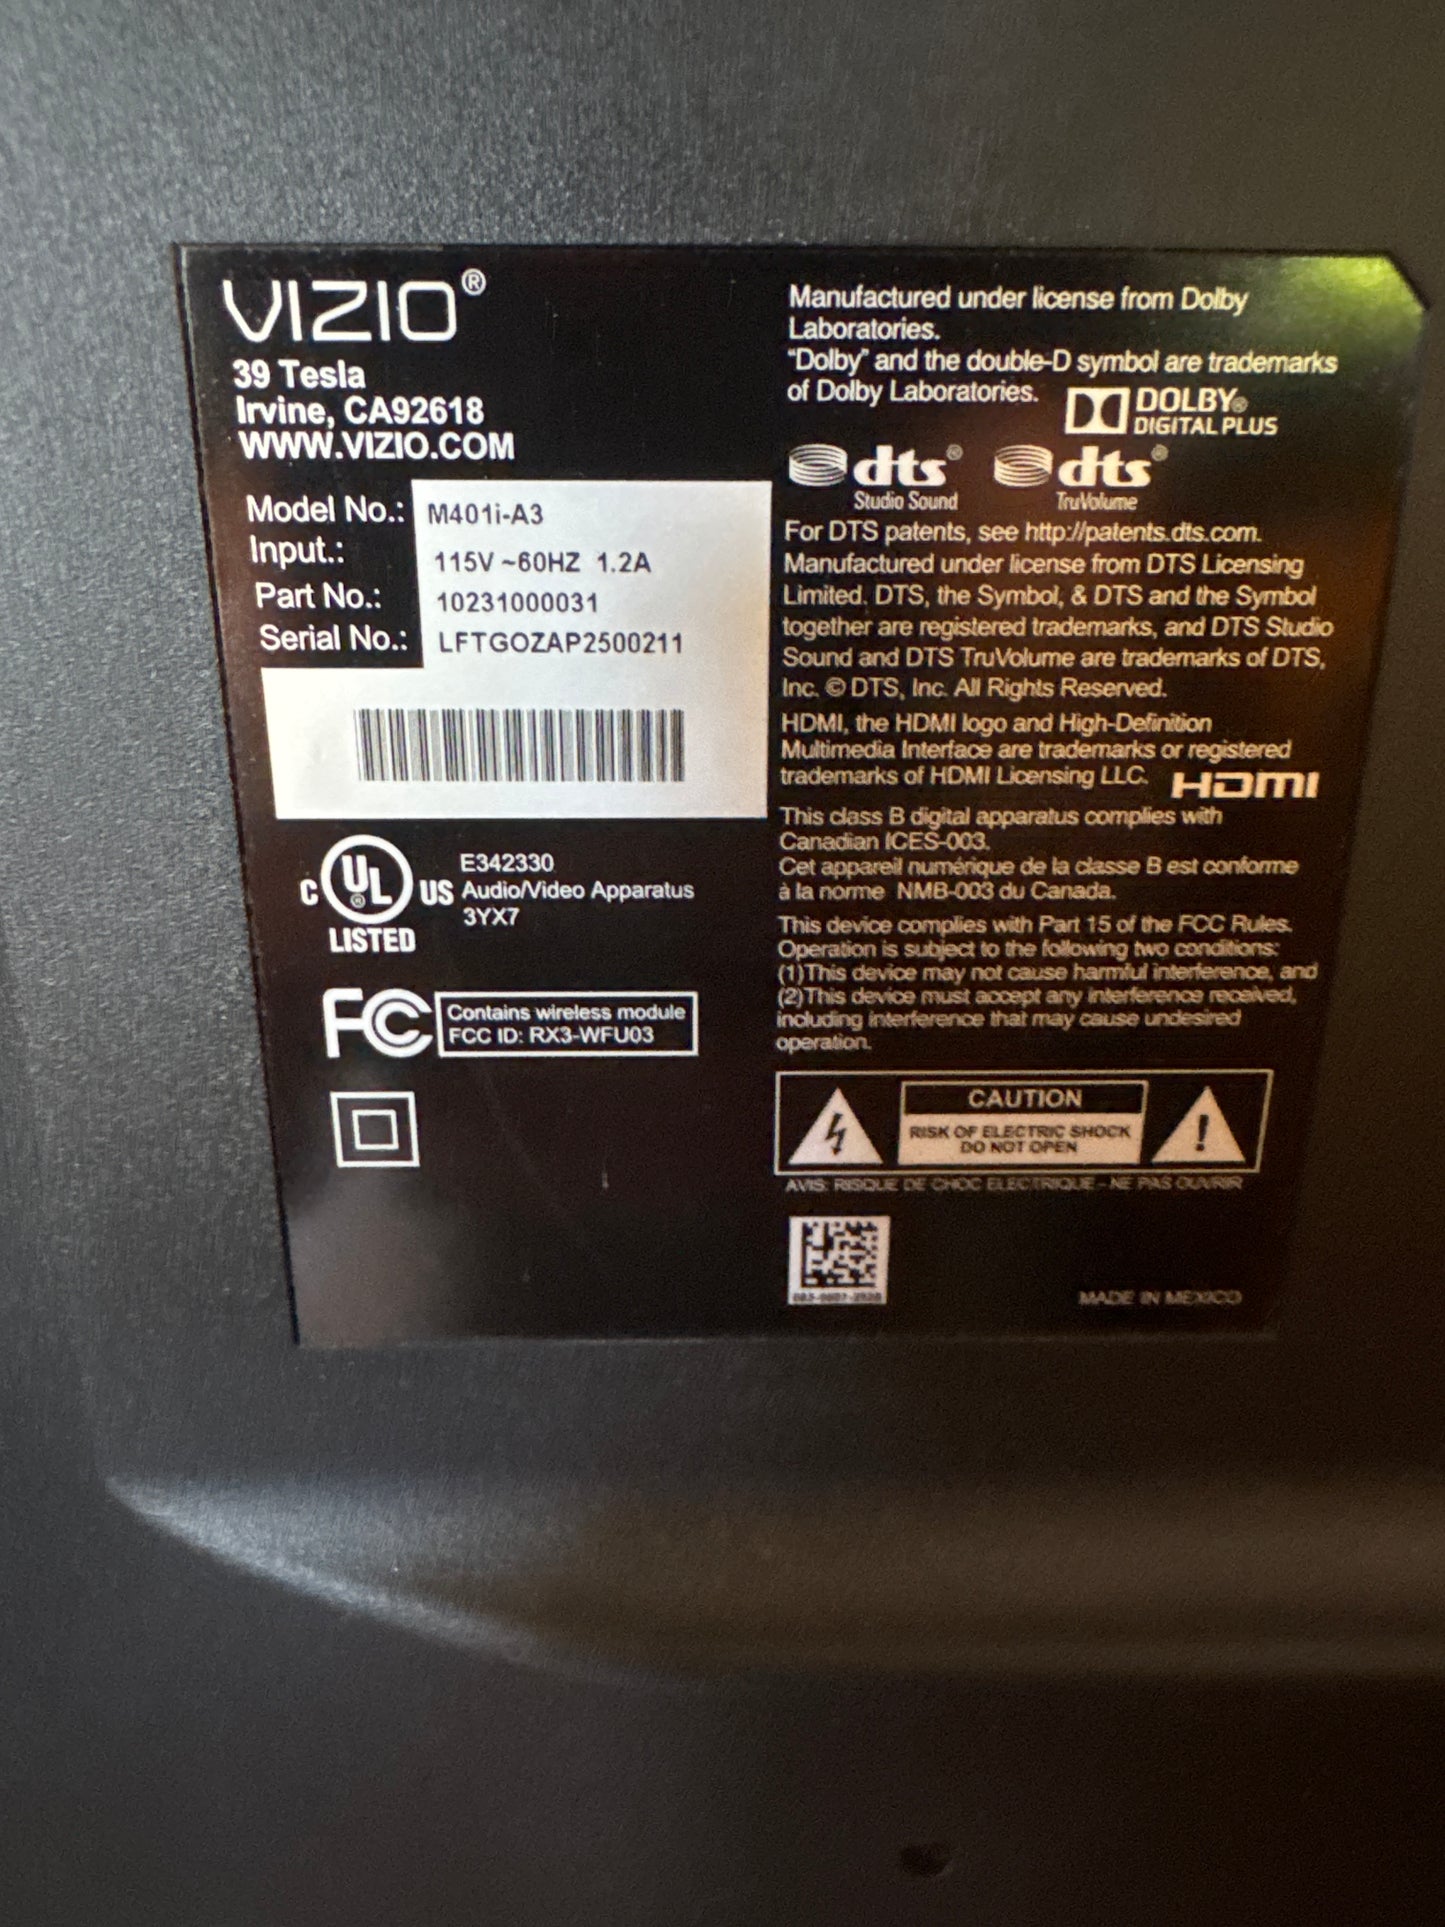 VIZIO®
39 Tesla
Irvine, CA92618
WWW.VIZIO.COM
Model No.: M401i-A3
Input.: 115V ~60HZ 1.2A
Part No.: 10231000031
Serial No.: LFTGOZAP2500211
C UL® US
LISTED
E342330
Audio/Video Apparatus
3YX7
FC
Contains wireless module
FCC ID: RX3-WFU03
Manufactured under license from Dolby
Laboratories.
“Dolby” and the double-D symbol are trademarks
of Dolby Laboratories.
DOLBY®
DIGITAL PLUS
dts® dts®
Studio Sound TruVolume
For DTS patents, see http://patents.dts.com.
Manufactured under license from DTS Licensing
Limited. DTS, the Symbol, & DTS and the Symbol
together are registered trademarks, and DTS Studio
Sound and DTS TruVolume are trademarks of DTS,
Inc. © DTS, Inc. All Rights Reserved.
HDMI, the HDMI logo and High-Definition
Multimedia Interface are trademarks or registered
trademarks of HDMI Licensing LLC. HDMI
This class B digital apparatus complies with
Canadian ICES-003.
Cet appareil numérique de la classe B est conforme
à la norme NMB-003 du Canada.
This device complies with Part 15 of the FCC Rules.
Operation is subject to the following two conditions:
(1)This device may not cause harmful interference, and
(2)This device must accept any interference received,
including interference that may cause undesired
operation.
CAUTION
RISK OF ELECTRIC SHOCK
DO NOT OPEN
AVIS: RISQUE DE CHOC ELECTRIQUE - NE PAS OUVRIR
MADE IN MEXICO